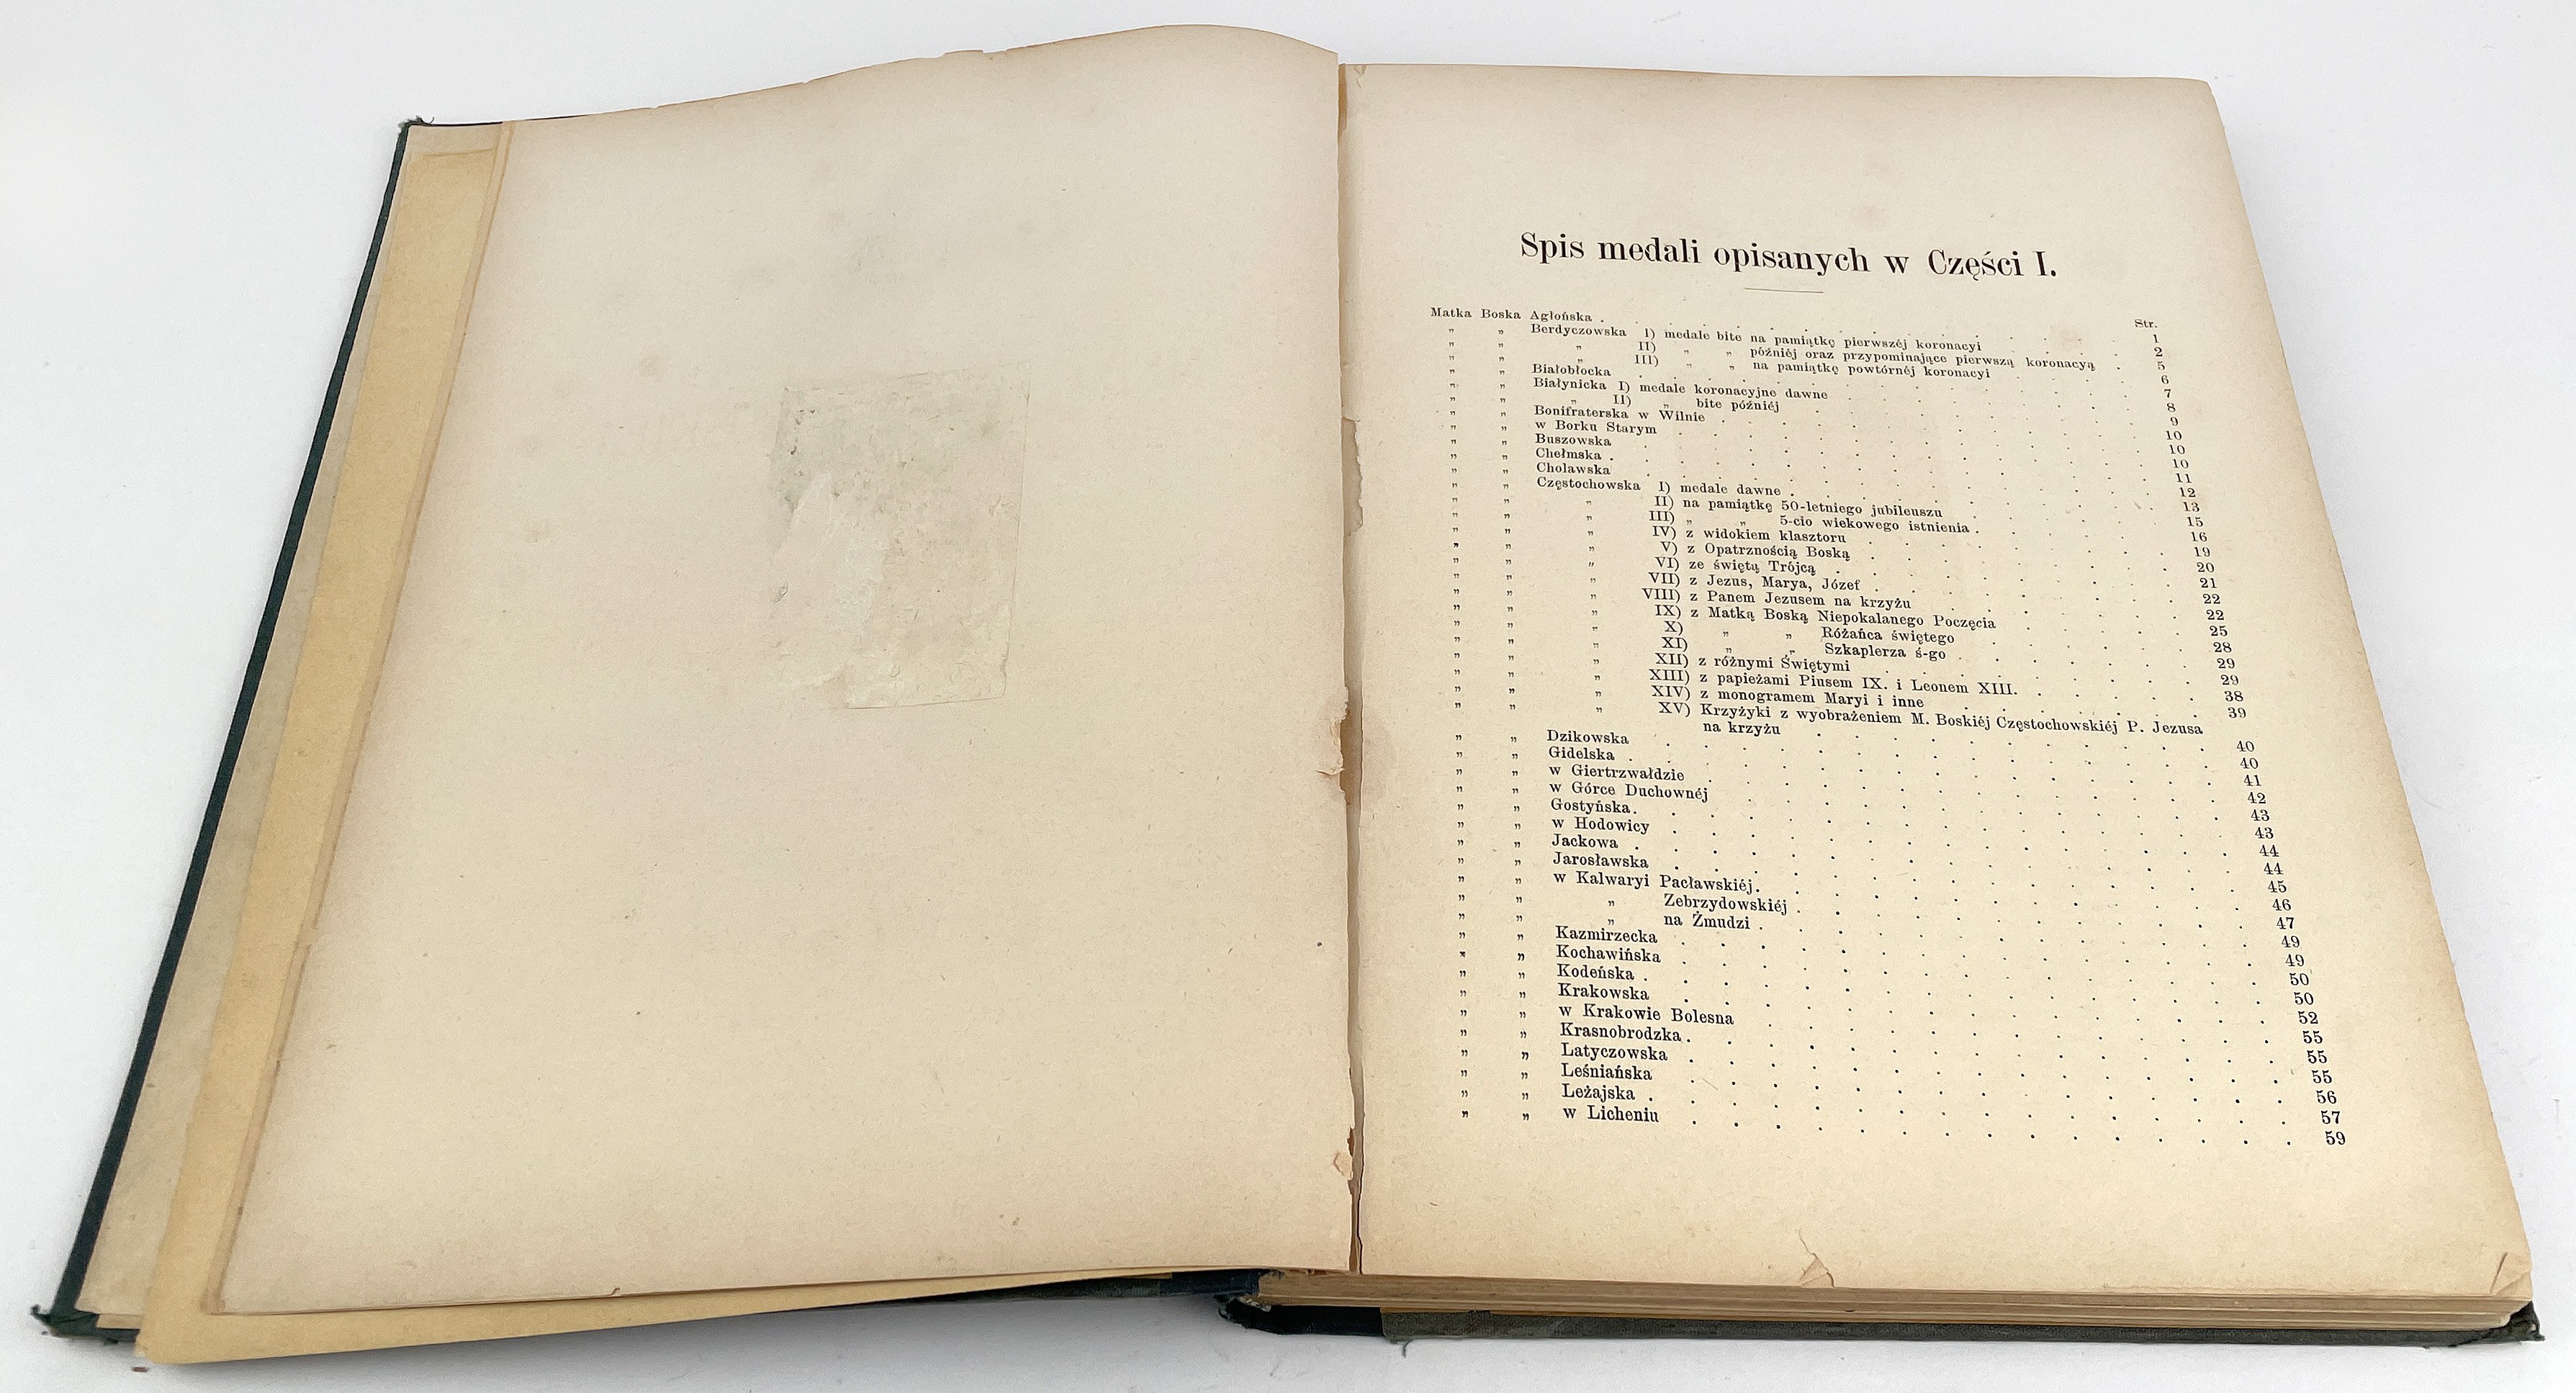 Spis medali opisanych w Części I.
Str.
Matka Boska Agłońska . . . . . 1
„ „ Berdyczowska I) medale bite na pamiątkę pierwszéj koronacyi . . . 2
„ „ „ II) „ „ późniéj oraz przypominające pierwszą koronacyą . 5
„ „ „ III) „ „ na pamiątkę powtórnéj koronacyi . . . 6
„ „ Białobłocka . . . . . 7
„ „ Białynicka I) medale koronacyjne dawne . . . . . 8
„ „ „ II) „ bite późniéj . . . . . 9
„ „ Bonifraterska w Wilnie . . . . . 10
„ „ w Borku Starym . . . . . 10
„ „ Buszowska . . . . . 10
„ „ Chełmska . . . . . 11
„ „ Cholawska . . . . . 12
„ „ Częstochowska I) medale dawne . . . . . 13
„ „ „ II) na pamiątkę 50-letniego jubileuszu . . . . . 15
„ „ „ III) „ „ 5-cio wiekowego istnienia . . . . . 16
„ „ „ IV) z widokiem klasztoru . . . . . 19
„ „ „ V) z Opatrznością Boską . . . . . 20
„ „ „ VI) ze świętą Trójcą . . . . . 21
„ „ „ VII) z Jezus, Marya, Józef . . . . . 22
„ „ „ VIII) z Panem Jezusem na krzyżu . . . . . 22
„ „ „ IX) z Matką Boską Niepokalanego Poczęcia . . . . . 25
„ „ „ X) „ „ Różańca świętego . . . . . 28
„ „ „ XI) „ „ Szkaplerza ś-go . . . . . 29
„ „ „ XII) z różnymi Świętymi . . . . . 29
„ „ „ XIII) z papieżami Piusem IX. i Leonem XIII. . . . . . 38
„ „ „ XIV) z monogramem Maryi i inne . . . . . 39
„ „ „ XV) Krzyżyki z wyobrażeniem M. Boskiéj Częstochowskiéj P. Jezusa
na krzyżu . . . . . 40
„ „ Dzikowska . . . . . 40
„ „ Gidelska . . . . . 41
„ „ w Giertrzwałdzie . . . . . 42
„ „ w Górce Duchownéj . . . . . 43
„ „ Gostyńska . . . . . 43
„ „ w Hodowicy . . . . . 44
„ „ Jackowa . . . . . 44
„ „ Jarosławska . . . . . 45
„ „ w Kalwaryi Pacławskiéj . . . . . 46
„ „ „ Zebrzydowskiéj . . . . . 47
„ „ „ na Żmudzi . . . . . 49
„ „ Kazmirzecka . . . . . 49
„ „ Kochawińska . . . . . 50
„ „ Kodeńska . . . . . 50
„ „ Krakowska . . . . . 52
„ „ w Krakowie Bolesna . . . . . 55
„ „ Krasnobrodzka . . . . . 55
„ „ Latyczowska . . . . . 55
„ „ Leśniańska . . . . . 56
„ „ Leżajska . . . . . 57
„ „ w Licheniu . . . . . 59